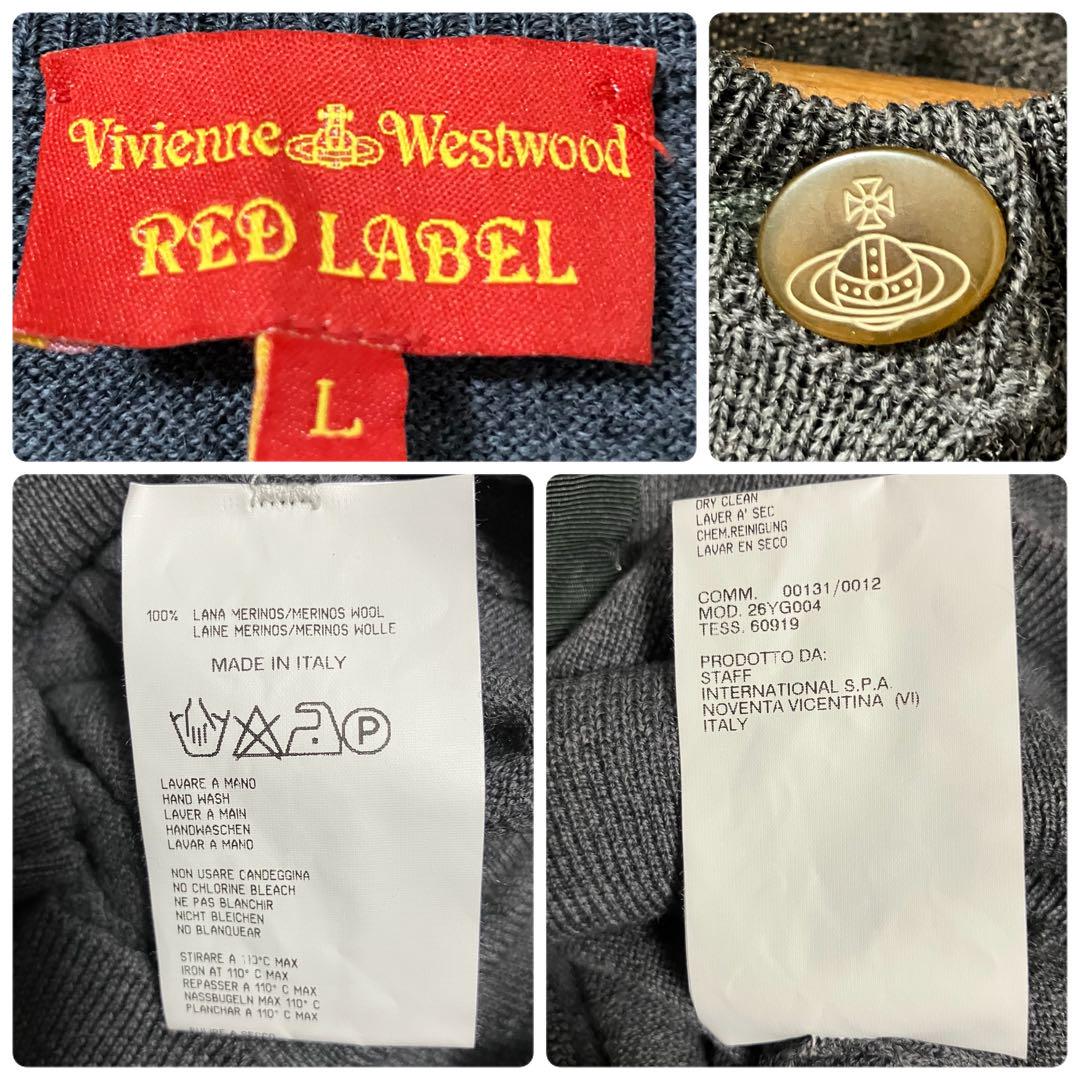 Vivienne Westwood
RED LABEL
L
100% LANA MERINOS/MERINOS WOOL
LAINE MERINOS/MERINOS WOLLE
MADE IN ITALY
P
LAVARE A MANO
HAND WASH
LAVER A MAIN
HANDWASCHEN
LAVAR A MANO
NON USARE CANDEGGINA
NO CHLORINE BLEACH
NE PAS BLANCHIR
NICHT BLEICHEN
NO BLANQUEAR
STIRARE A 110°C MAX
IRON AT 110° C MAX
REPASSER A 110° C MAX
NASSBUGELN MAX 110° C
PLANCHAR A 110° C MAX
A SECCO
DRY CLEAN
LAVER A' SEC
CHEM.REINIGUNG
LAVAR EN SECO
COMM. 00131/0012
MOD. 26YG004
TESS. 60919
PRODOTTO DA:
STAFF
INTERNATIONAL S.P.A.
NOVENTA VICENTINA (VI)
ITALY